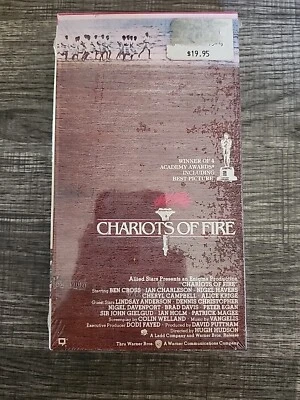 $19.95
WINNER OF 4
ACADEMY AWARDS®
INCLUDING
BEST PICTURE
CHARIOTS OF FIRE
Allied Stars Presents an Enigma Production
"CHARIOTS OF FIRE"
Starring BEN CROSS · IAN CHARLESON · NIGEL HAVERS
CHERYL CAMPBELL · ALICE KRIGE
Guest Stars LINDSAY ANDERSON · DENNIS CHRISTOPHER
NIGEL DAVENPORT · BRAD DAVIS · PETER EGAN
SIR JOHN GIELGUD · IAN HOLM · PATRICK MAGEE
Screenplay by COLIN WELLAND · Music by VANGELIS
Executive Producer DODI FAYED · Produced by DAVID PUTTNAM
Directed by HUGH HUDSON
A Ladd Company and Warner Bros. Release
Thru Warner Bros. A Warner Communications Company